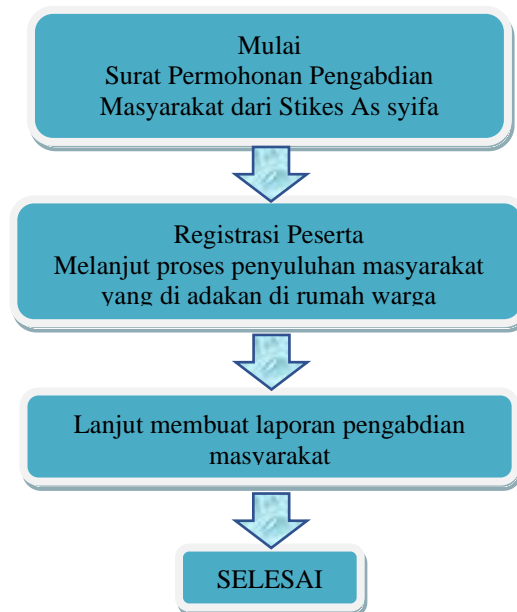 Mulai
Surat Permohonan Pengabdian
Masyarakat dari Stikes As syifa
Registrasi Peserta
Melanjut proses penyuluhan masyarakat
yang di adakan di rumah warga
Lanjut membuat laporan pengabdian
masyarakat
SELESAI